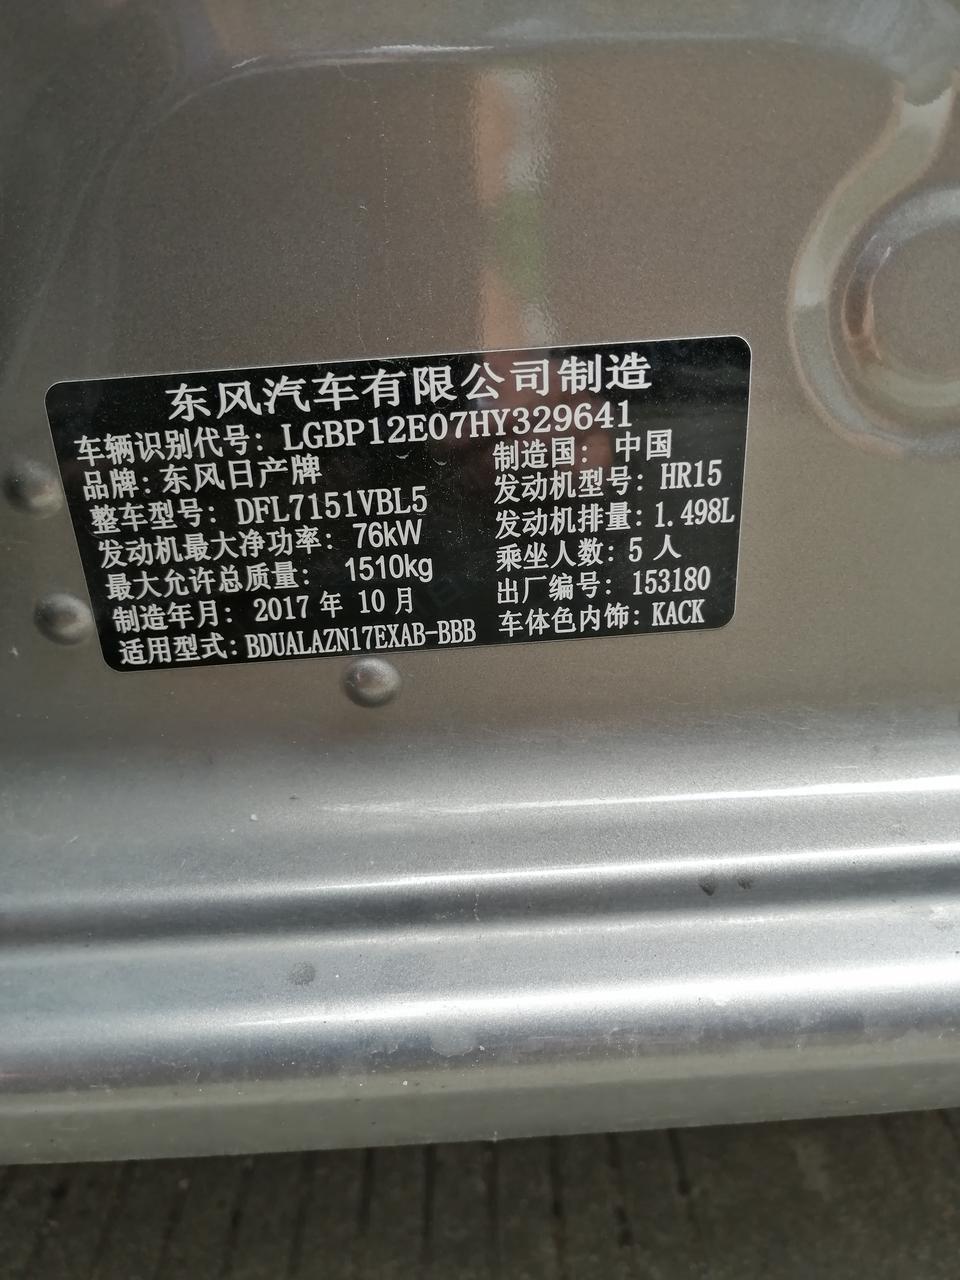 东风汽车有限公司制造
车辆识别代号：LGBP12E07HY329641
品牌：东风日产牌 制造国：中国
整车型号：DFL7151VBL5 发动机型号：HR15
发动机最大净功率：76kW 发动机排量：1.498L
最大允许总质量：1510kg 乘坐人数：5 人
制造年月：2017 年 10 月 出厂编号：153180
适用型式：BDUALAZN17EXAB-BBB 车体色内饰：KACK